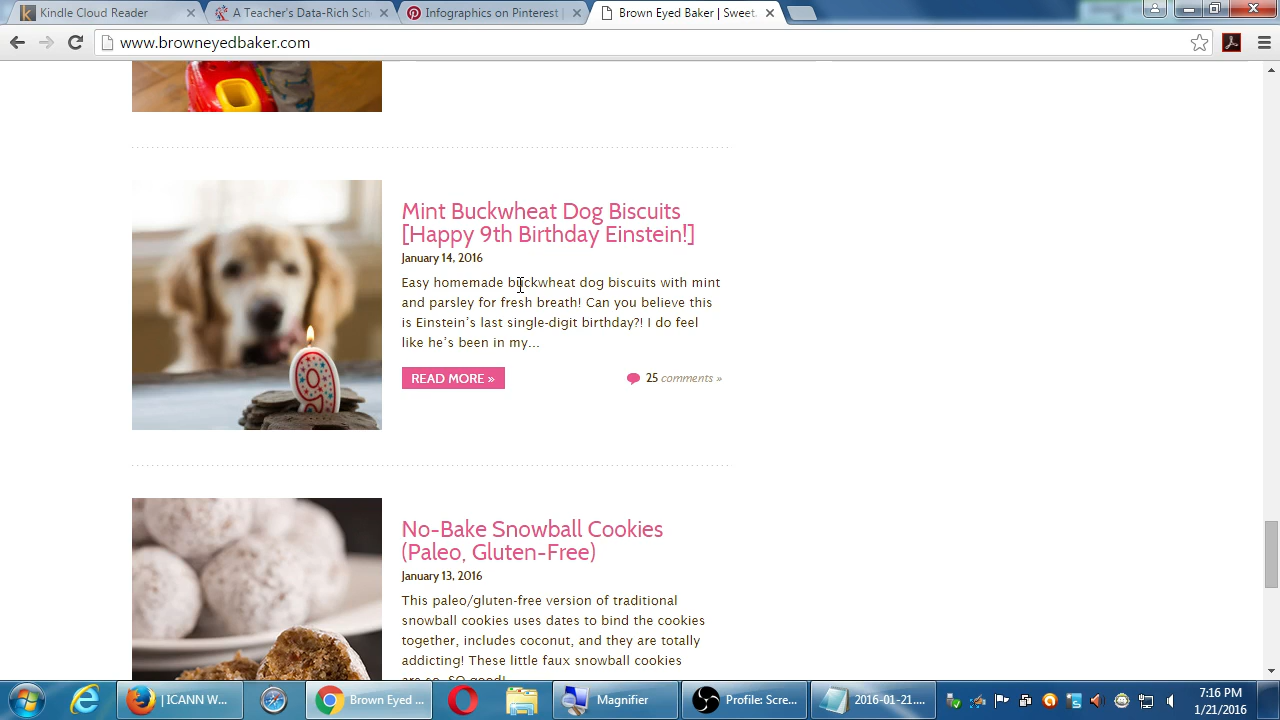 Kindle Cloud Reader
A Teacher's Data-Rich Sch
Infographics on Pinterest |
Brown Eyed Baker | Sweet
www.browneyedbaker.com
Mint Buckwheat Dog Biscuits
[Happy 9th Birthday Einstein!]
January 14, 2016
Easy homemade buckwheat dog biscuits with mint
and parsley for fresh breath! Can you believe this
is Einstein's last single-digit birthday?! I do feel
like he's been in my...
READ MORE »
25 comments »
9
No-Bake Snowball Cookies
(Paleo, Gluten-Free)
January 13, 2016
This paleo/gluten-free version of traditional
snowball cookies uses dates to bind the cookies
together, includes coconut, and they are totally
addicting! These little faux snowball cookies
are so, SO good!
| ICANN W...
Brown Eyed ...
Magnifier
Profile: Scre...
2016-01-21....
7:16 PM
1/21/2016